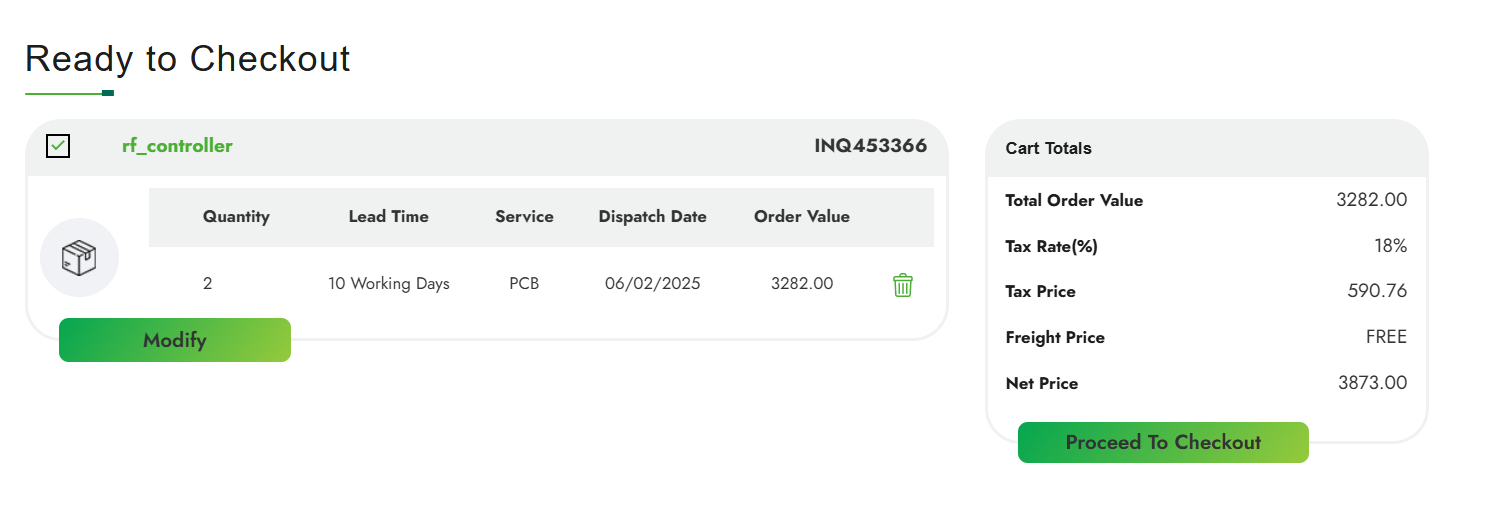 Ready to Checkout
rf_controller INQ453366
Quantity Lead Time Service Dispatch Date Order Value
2 10 Working Days PCB 06/02/2025 3282.00
Modify
Cart Totals
Total Order Value 3282.00
Tax Rate(%) 18%
Tax Price 590.76
Freight Price FREE
Net Price 3873.00
Proceed To Checkout